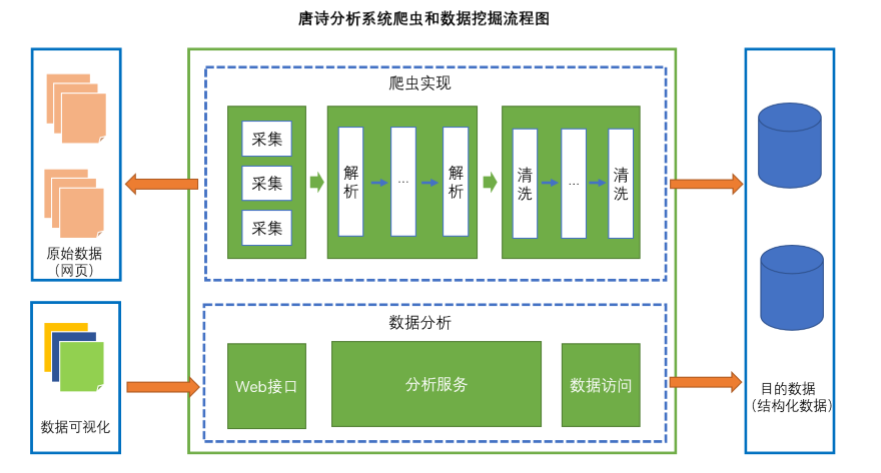 唐诗分析系统爬虫和数据挖掘流程图
爬虫实现
采集
采集
采集
解析
...
解析
清洗
...
清洗
原始数据
（网页）
数据分析
Web接口
分析服务
数据访问
数据可视化
目的数据
（结构化数据）